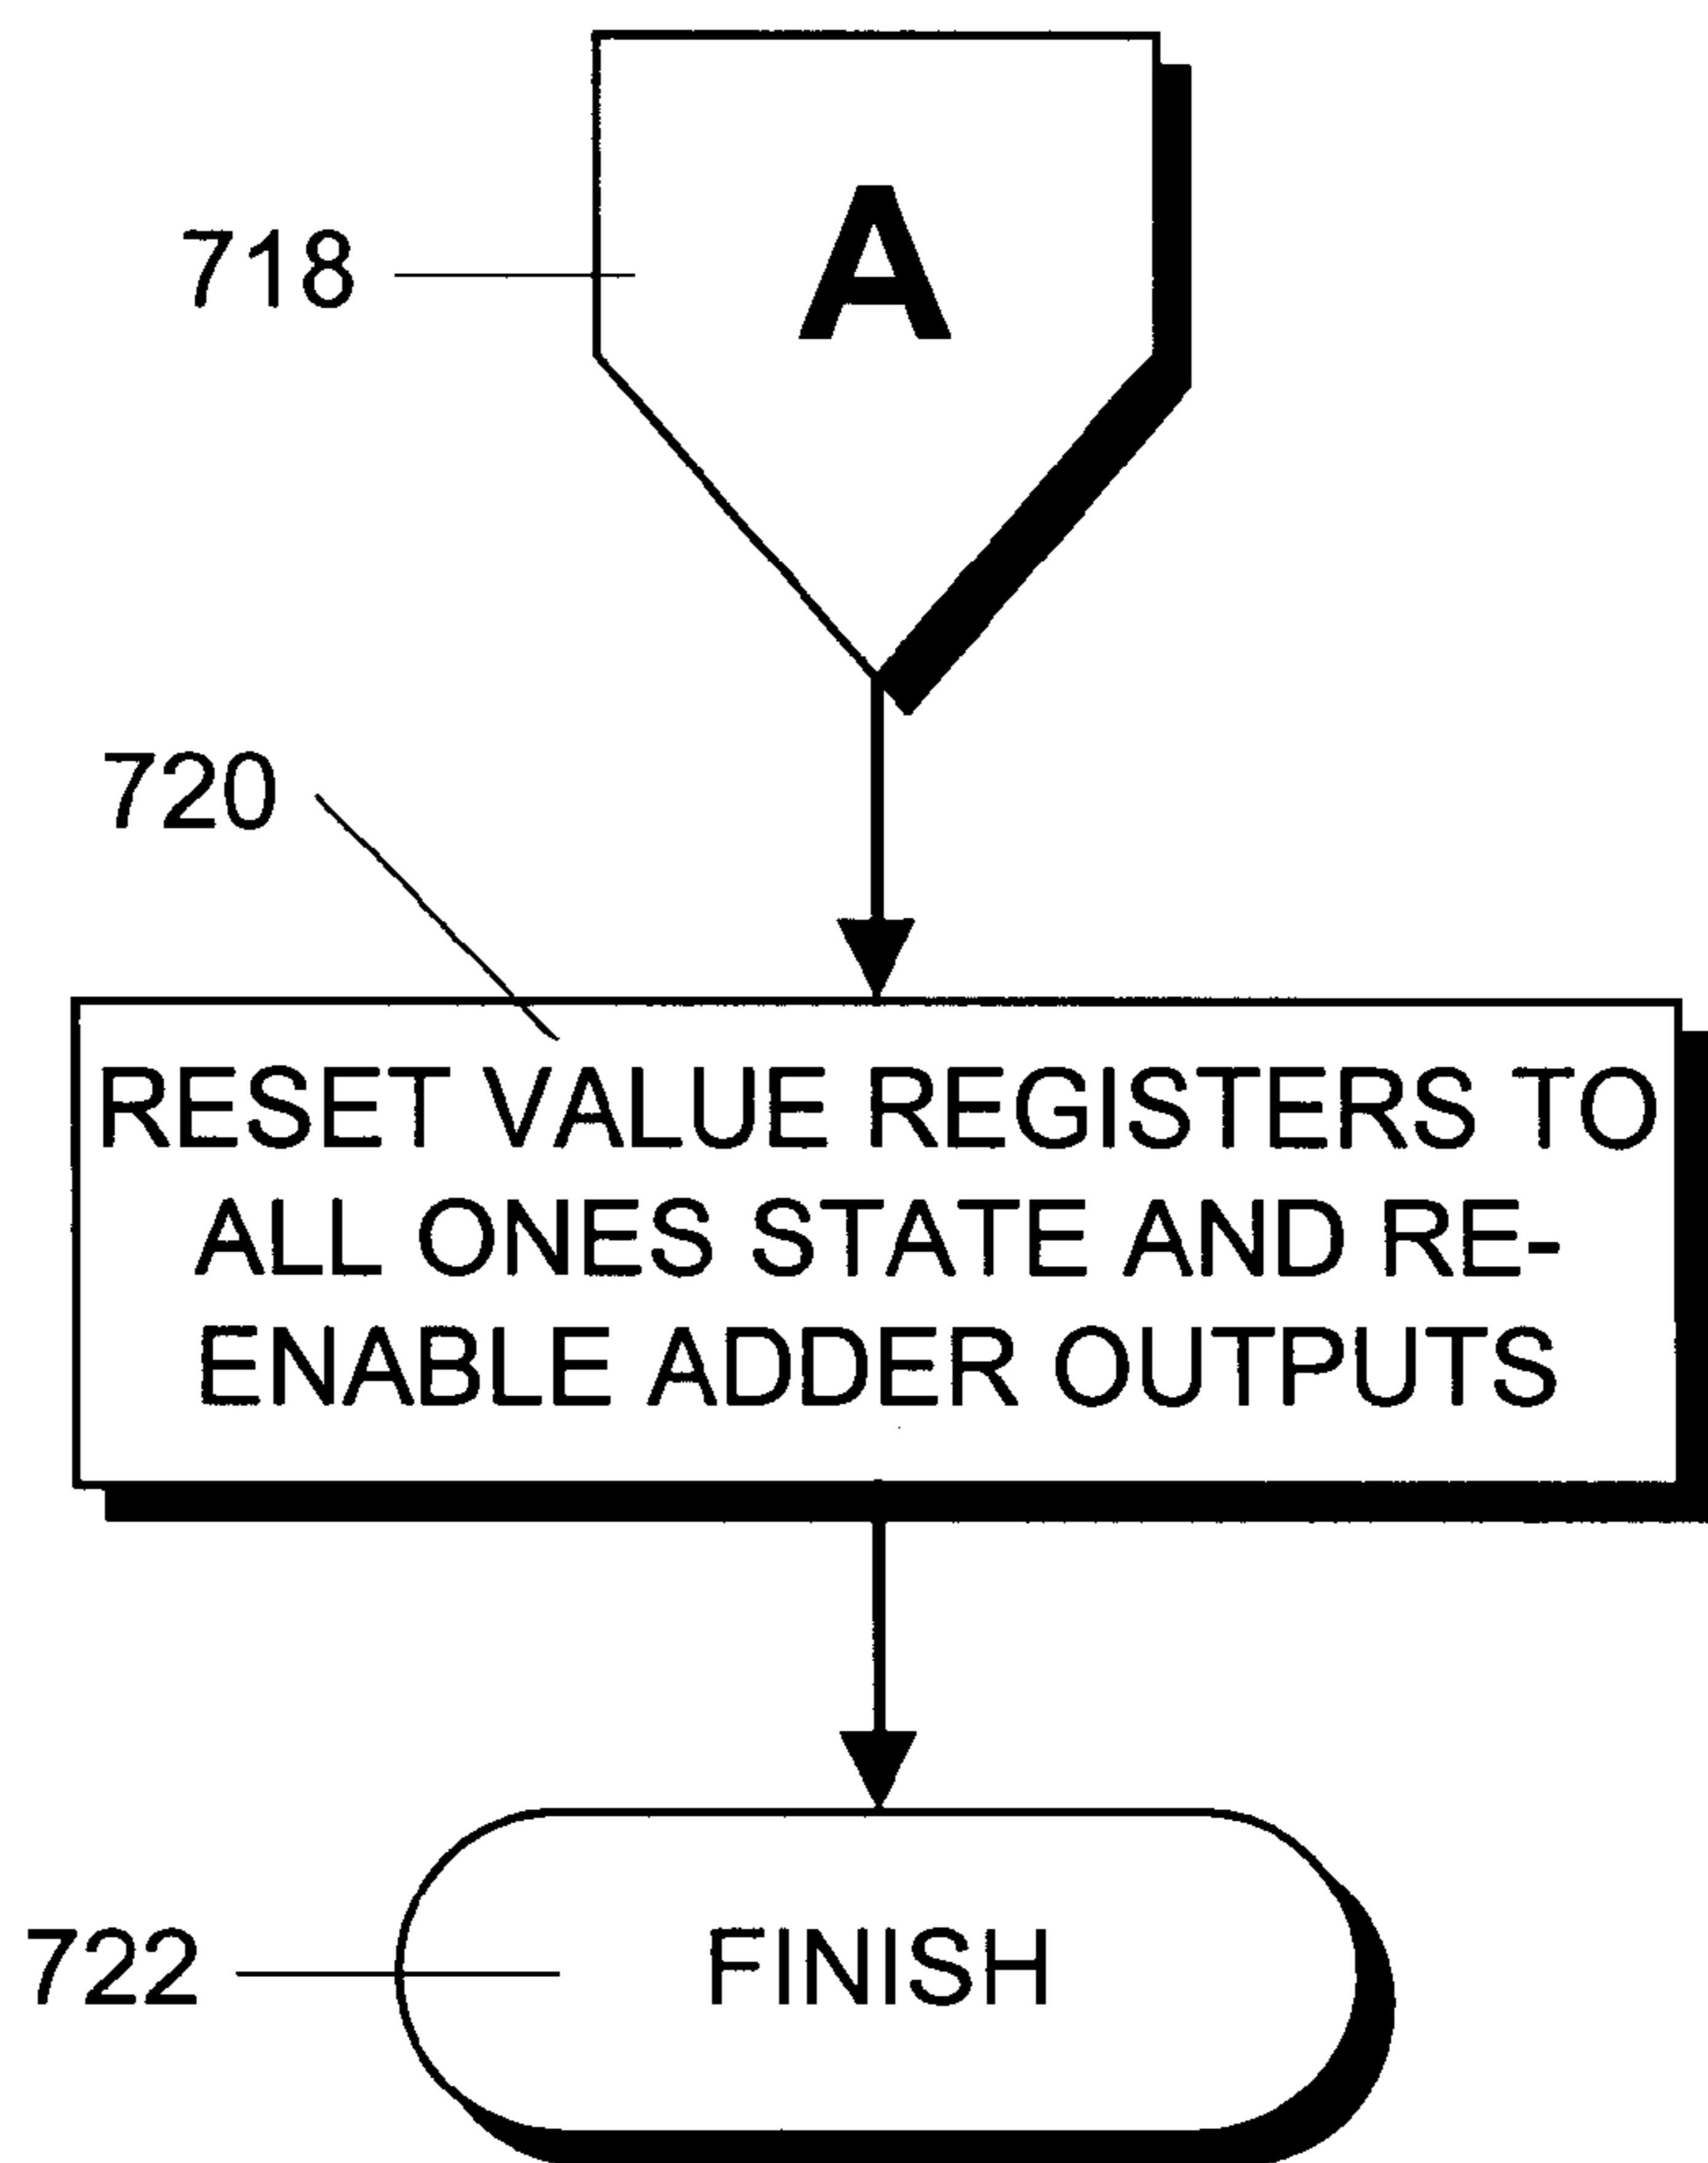 A
718
720
RESET VALUE REGISTERS TO
ALL ONES STATE AND RE-
ENABLE ADDER OUTPUTS
722
FINISH